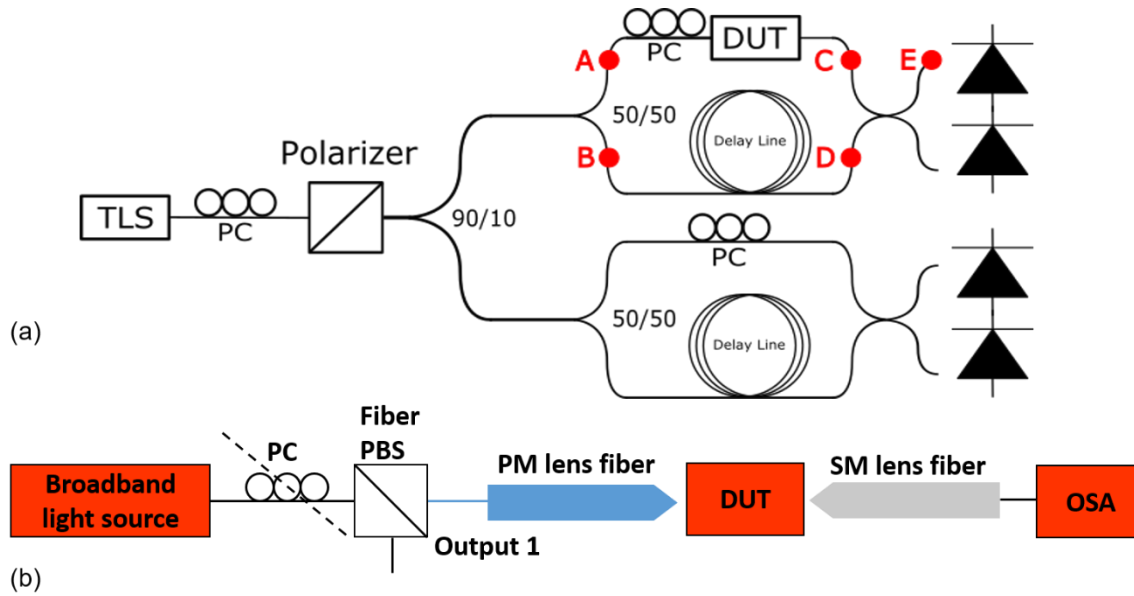 PC
DUT
A
C
E
50/50
Delay Line
B
D
Polarizer
TLS
PC
90/10
PC
50/50
Delay Line
(a)
Fiber
PBS
PC
Broadband
light source
PM lens fiber
DUT
SM lens fiber
OSA
Output 1
(b)